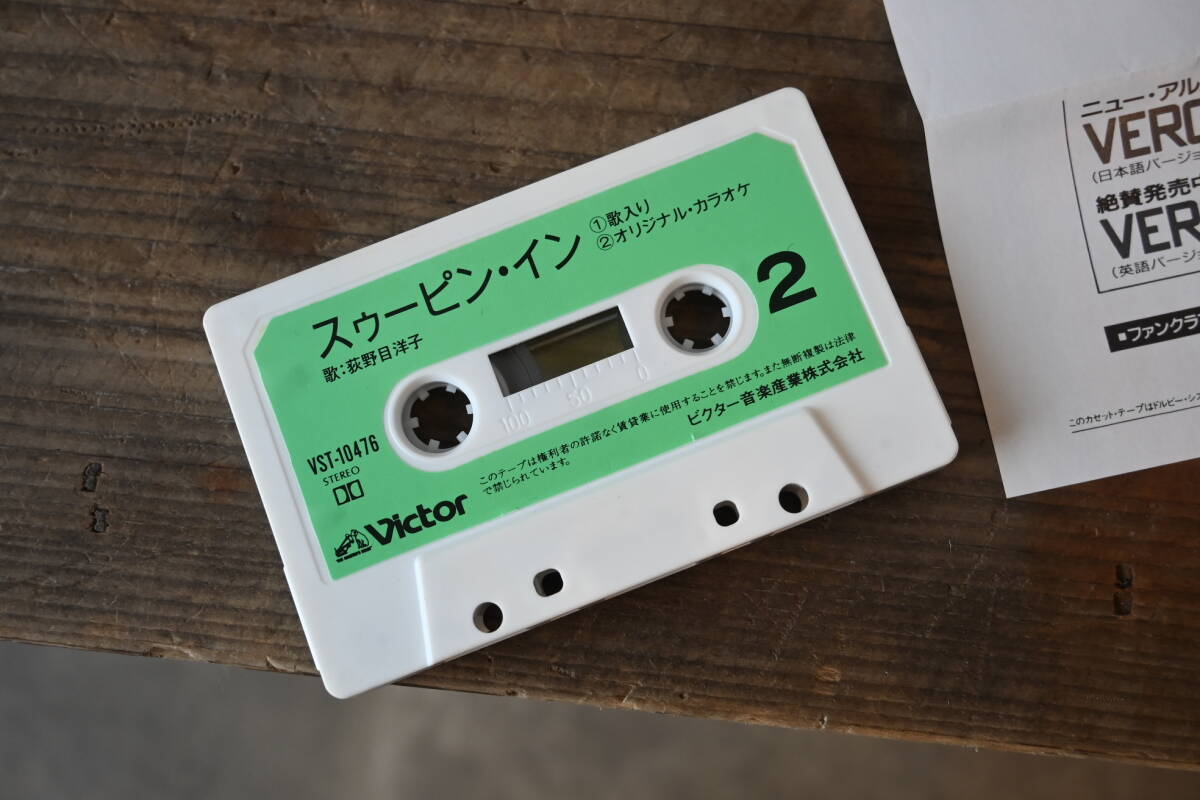 スゥーピン・イン
①歌入り
②オリジナル・カラオケ
歌:荻野目洋子
2
100 50 0
VST-10476
STEREO
このテープは権利者の許諾なく賃貸業に使用することを禁じます。また無断複製は法律
で禁じられています。
ビクター音楽産業株式会社
Victor
ニュー・アル
VERG
(日本語バージョ
絶賛発売中
VER
(英語バージョ
■ファンクラ
このカセット・テープはドルビー・シス